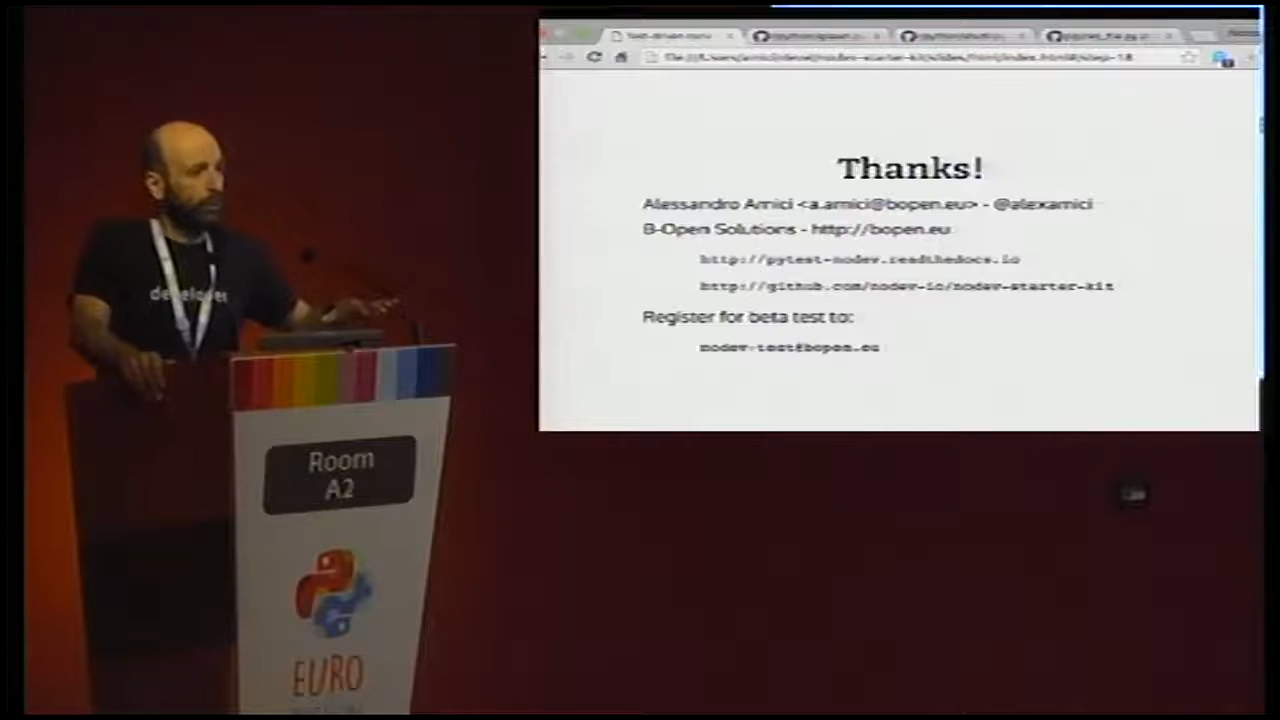 Thanks!
Alessandro Amici <a.amici@bopen.eu> - @alexamici
B-Open Solutions - http://bopen.eu
http://pytest-nodev.readthedocs.io
http://github.com/nodev-io/nodev-starter-kit
Register for beta test to:
nodev-test@bopen.eu
developer
Room
A2
EURO